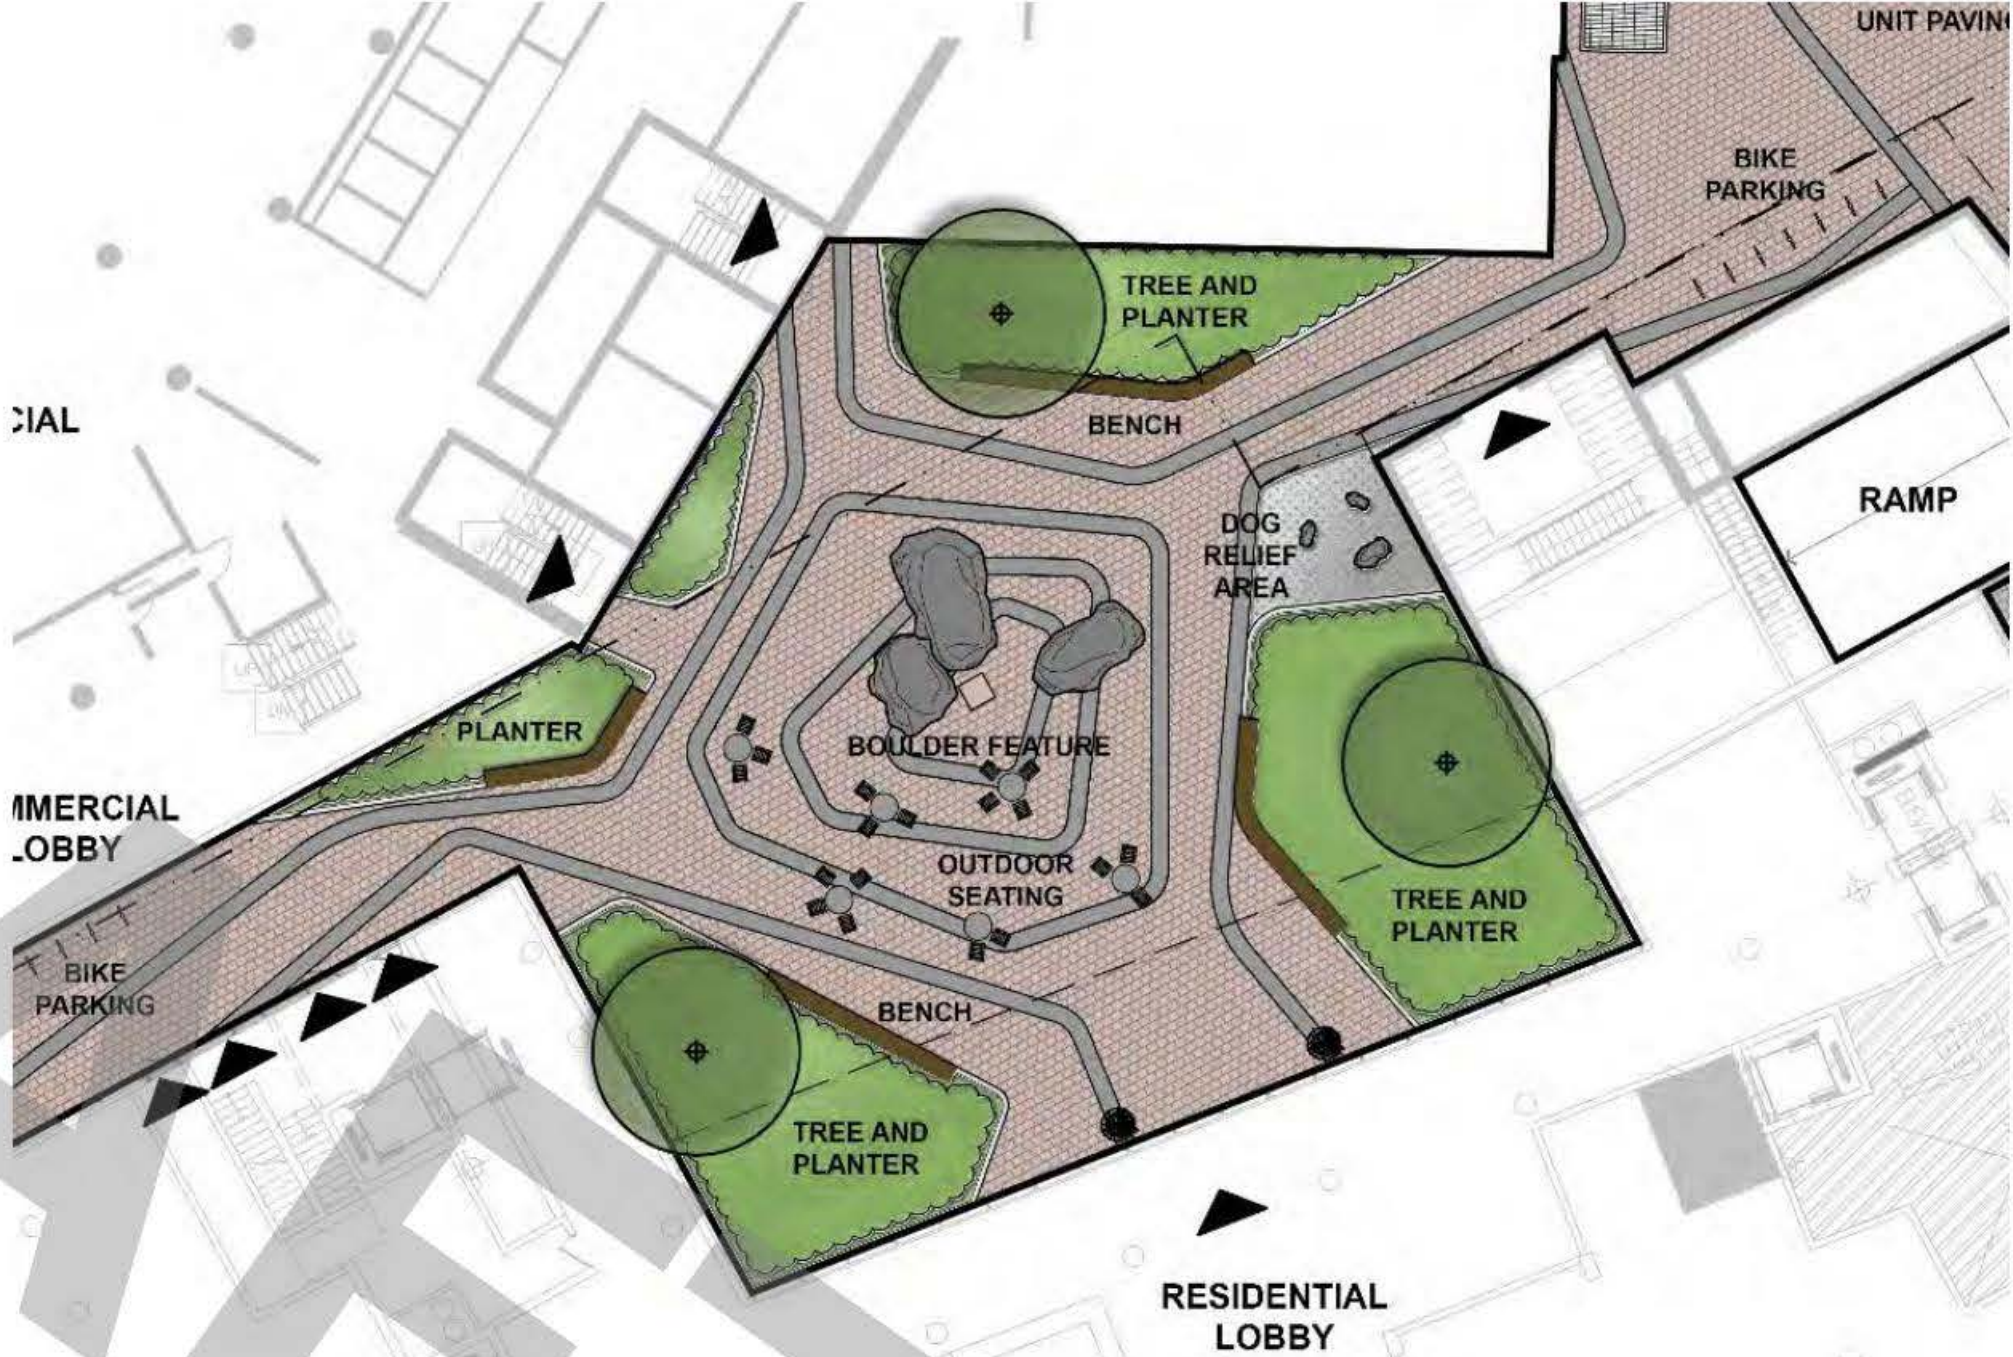 UNIT PAVIN
BIKE
PARKING
TREE AND
PLANTER
BENCH
CIAL
RAMP
DOG
RELIEF
AREA
PLANTER
BOULDER FEATURE
MMERCIAL
LOBBY
OUTDOOR
SEATING
TREE AND
PLANTER
BIKE
PARKING
BENCH
TREE AND
PLANTER
RESIDENTIAL
LOBBY